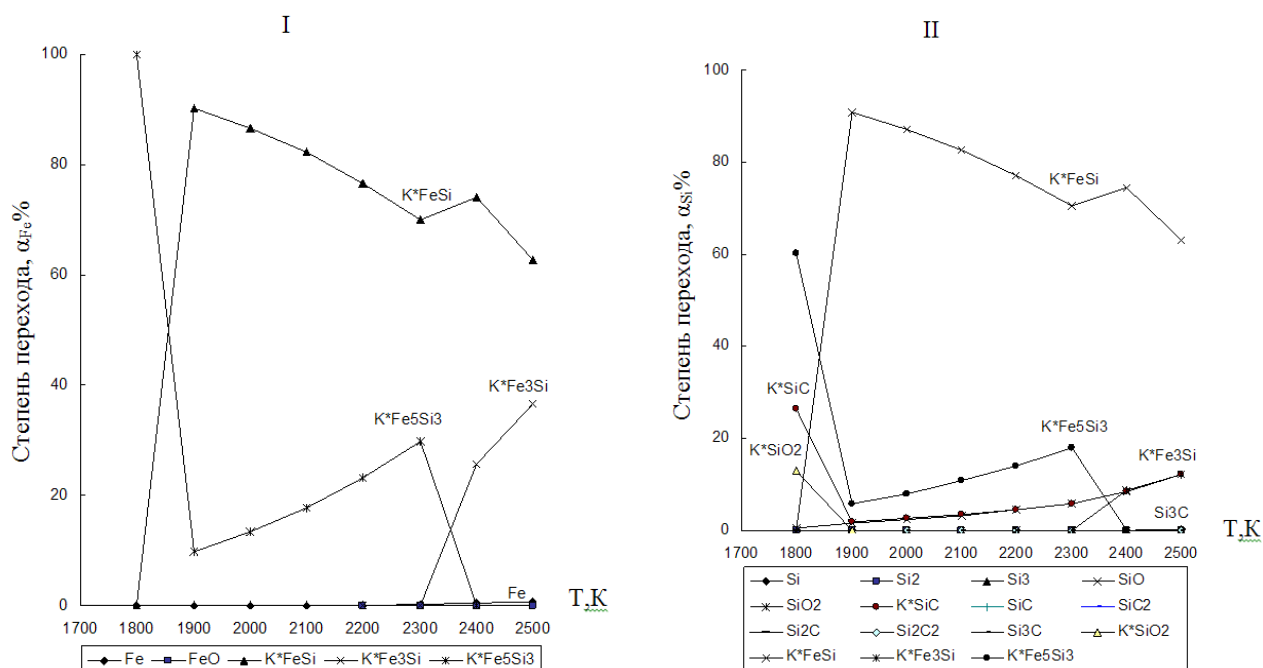 I
Степень перехода, αFe%
100
80
60
40
20
0
K*FeSi
K*Fe3Si
K*Fe5Si3
Fe
T,К
1700 1800 1900 2000 2100 2200 2300 2400 2500
Fe FeO K*FeSi K*Fe3Si K*Fe5Si3
II
Степень перехода, αSi%
100
80
60
40
20
0
K*FeSi
K*SiC
K*SiO2
K*Fe5Si3
K*Fe3Si
Si3C
T,К
1700 1800 1900 2000 2100 2200 2300 2400 2500
Si Si2 Si3 SiO
SiO2 K*SiC SiC SiC2
Si2C Si2C2 Si3C K*SiO2
K*FeSi K*Fe3Si K*Fe5Si3